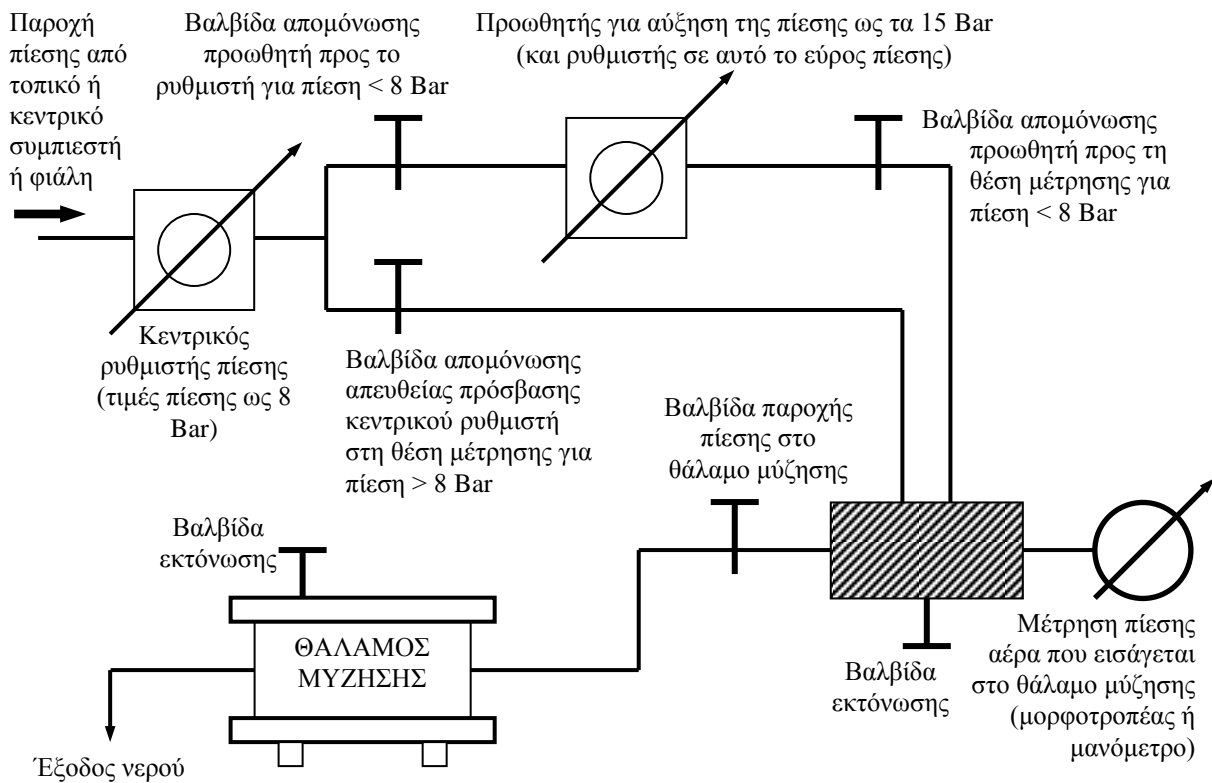 Παροχή
πίεσης από
τοπικό ή
κεντρικό
συμπιεστή
ή φιάλη
Βαλβίδα απομόνωσης
προωθητή προς το
ρυθμιστή για πίεση < 8 Bar
Προωθητής για αύξηση της πίεσης ως τα 15 Bar
(και ρυθμιστής σε αυτό το εύρος πίεσης)
Βαλβίδα απομόνωσης
προωθητή προς τη
θέση μέτρησης για
πίεση < 8 Bar
Κεντρικός
ρυθμιστής πίεσης
(τιμές πίεσης ως 8
Bar)
Βαλβίδα απομόνωσης
απευθείας πρόσβασης
κεντρικού ρυθμιστή
στη θέση μέτρησης για
πίεση > 8 Bar
Βαλβίδα παροχής
πίεσης στο
θάλαμο μύζησης
Βαλβίδα
εκτόνωσης
ΘΑΛΑΜΟΣ
ΜΥΖΗΣΗΣ
Βαλβίδα
εκτόνωσης
Μέτρηση πίεσης
αέρα που εισάγεται
στο θάλαμο μύζησης
(μορφοτροπέας ή
μανόμετρο)
Έξοδος νερού